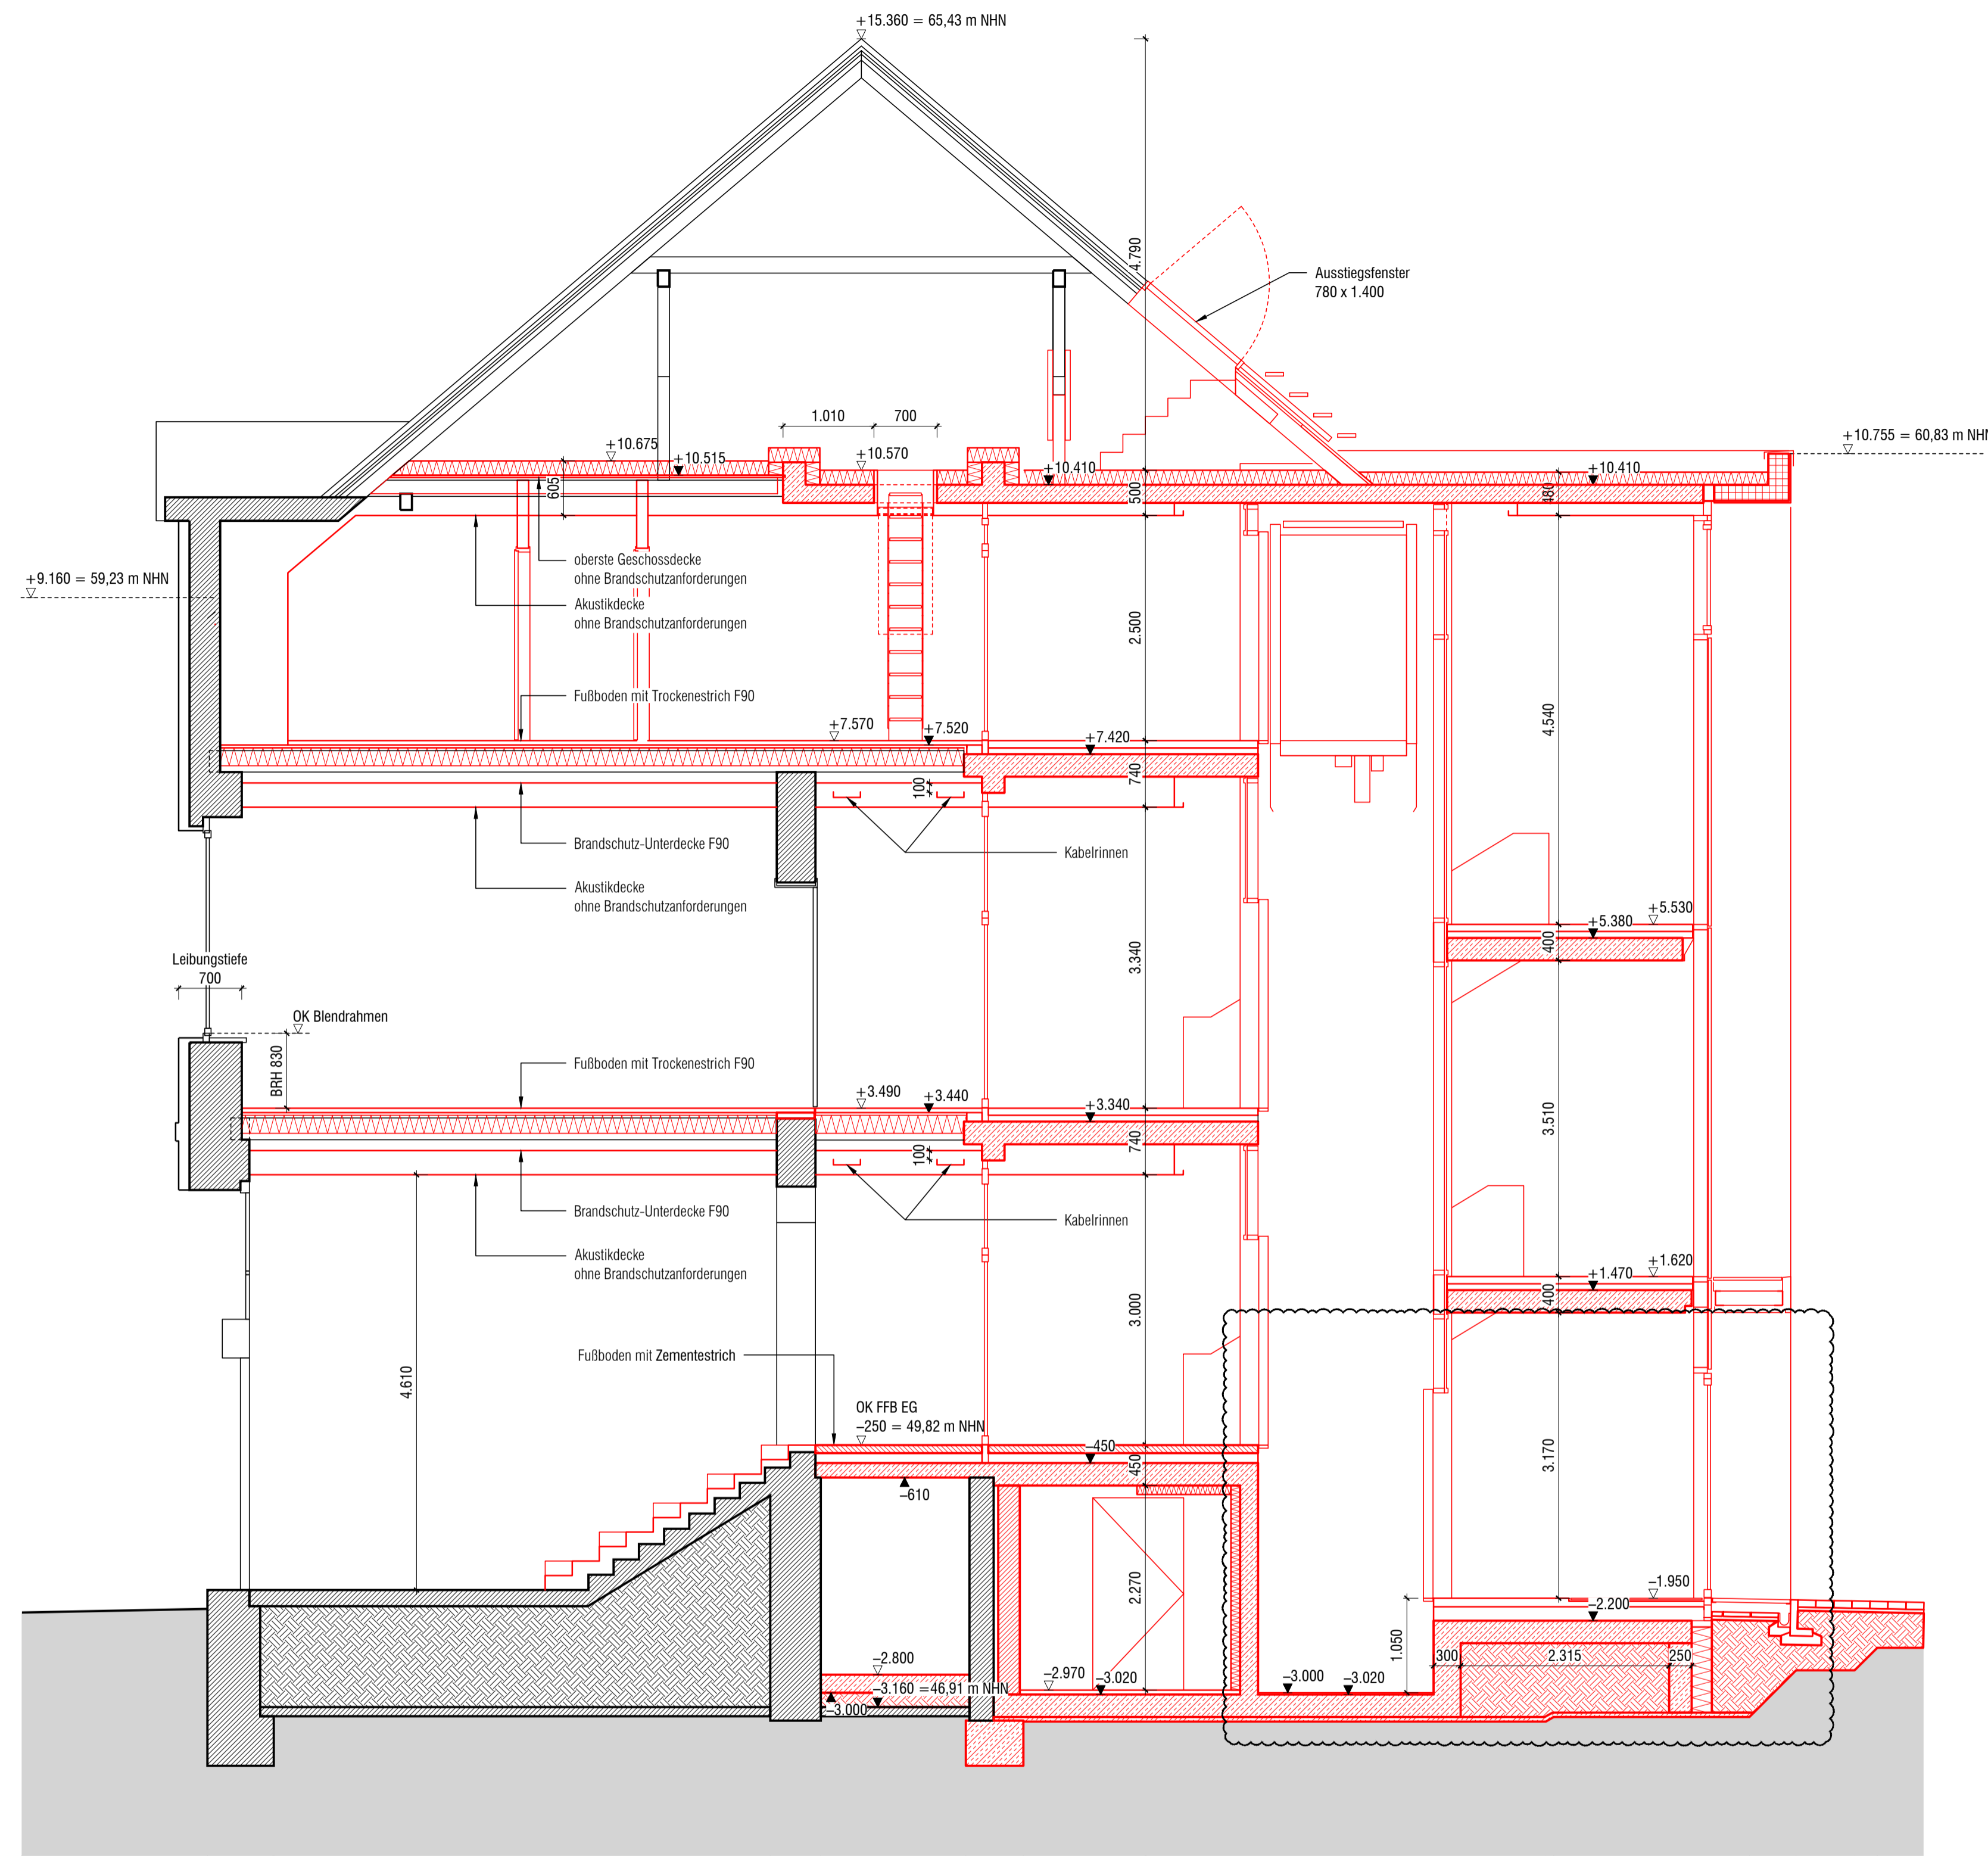 +15.360 = 65,43 m NHN
4.790
Ausstiegsfenster
780 x 1.400
1.010
700
+10.675
+10.515
+10.570
+10.410
+10.410
+10.755 = 60,83 m NHN
605
500
480
oberste Geschossdecke
ohne Brandschutzanforderungen
+9.160 = 59,23 m NHN
Akustikdecke
ohne Brandschutzanforderungen
2.500
Fußboden mit Trockenestrich F90
+7.570
+7.520
+7.420
4.540
740
100
Brandschutz-Unterdecke F90
Kabelrinnen
Akustikdecke
ohne Brandschutzanforderungen
+5.530
+5.380
400
Leibungstiefe
700
3.340
OK Blendrahmen
BRH 830
Fußboden mit Trockenestrich F90
+3.490
+3.440
+3.340
3.510
740
100
Brandschutz-Unterdecke F90
Kabelrinnen
Akustikdecke
ohne Brandschutzanforderungen
+1.620
+1.470
400
3.000
Fußboden mit Zementestrich
4.610
OK FFB EG
–250 = 49,82 m NHN
–450
450
3.170
–610
2.270
–1.950
–2.200
1.050
300
2.315
250
–2.800
–2.970
–3.020
–3.000
–3.020
–3.160 =46,91 m NHN
–3.000